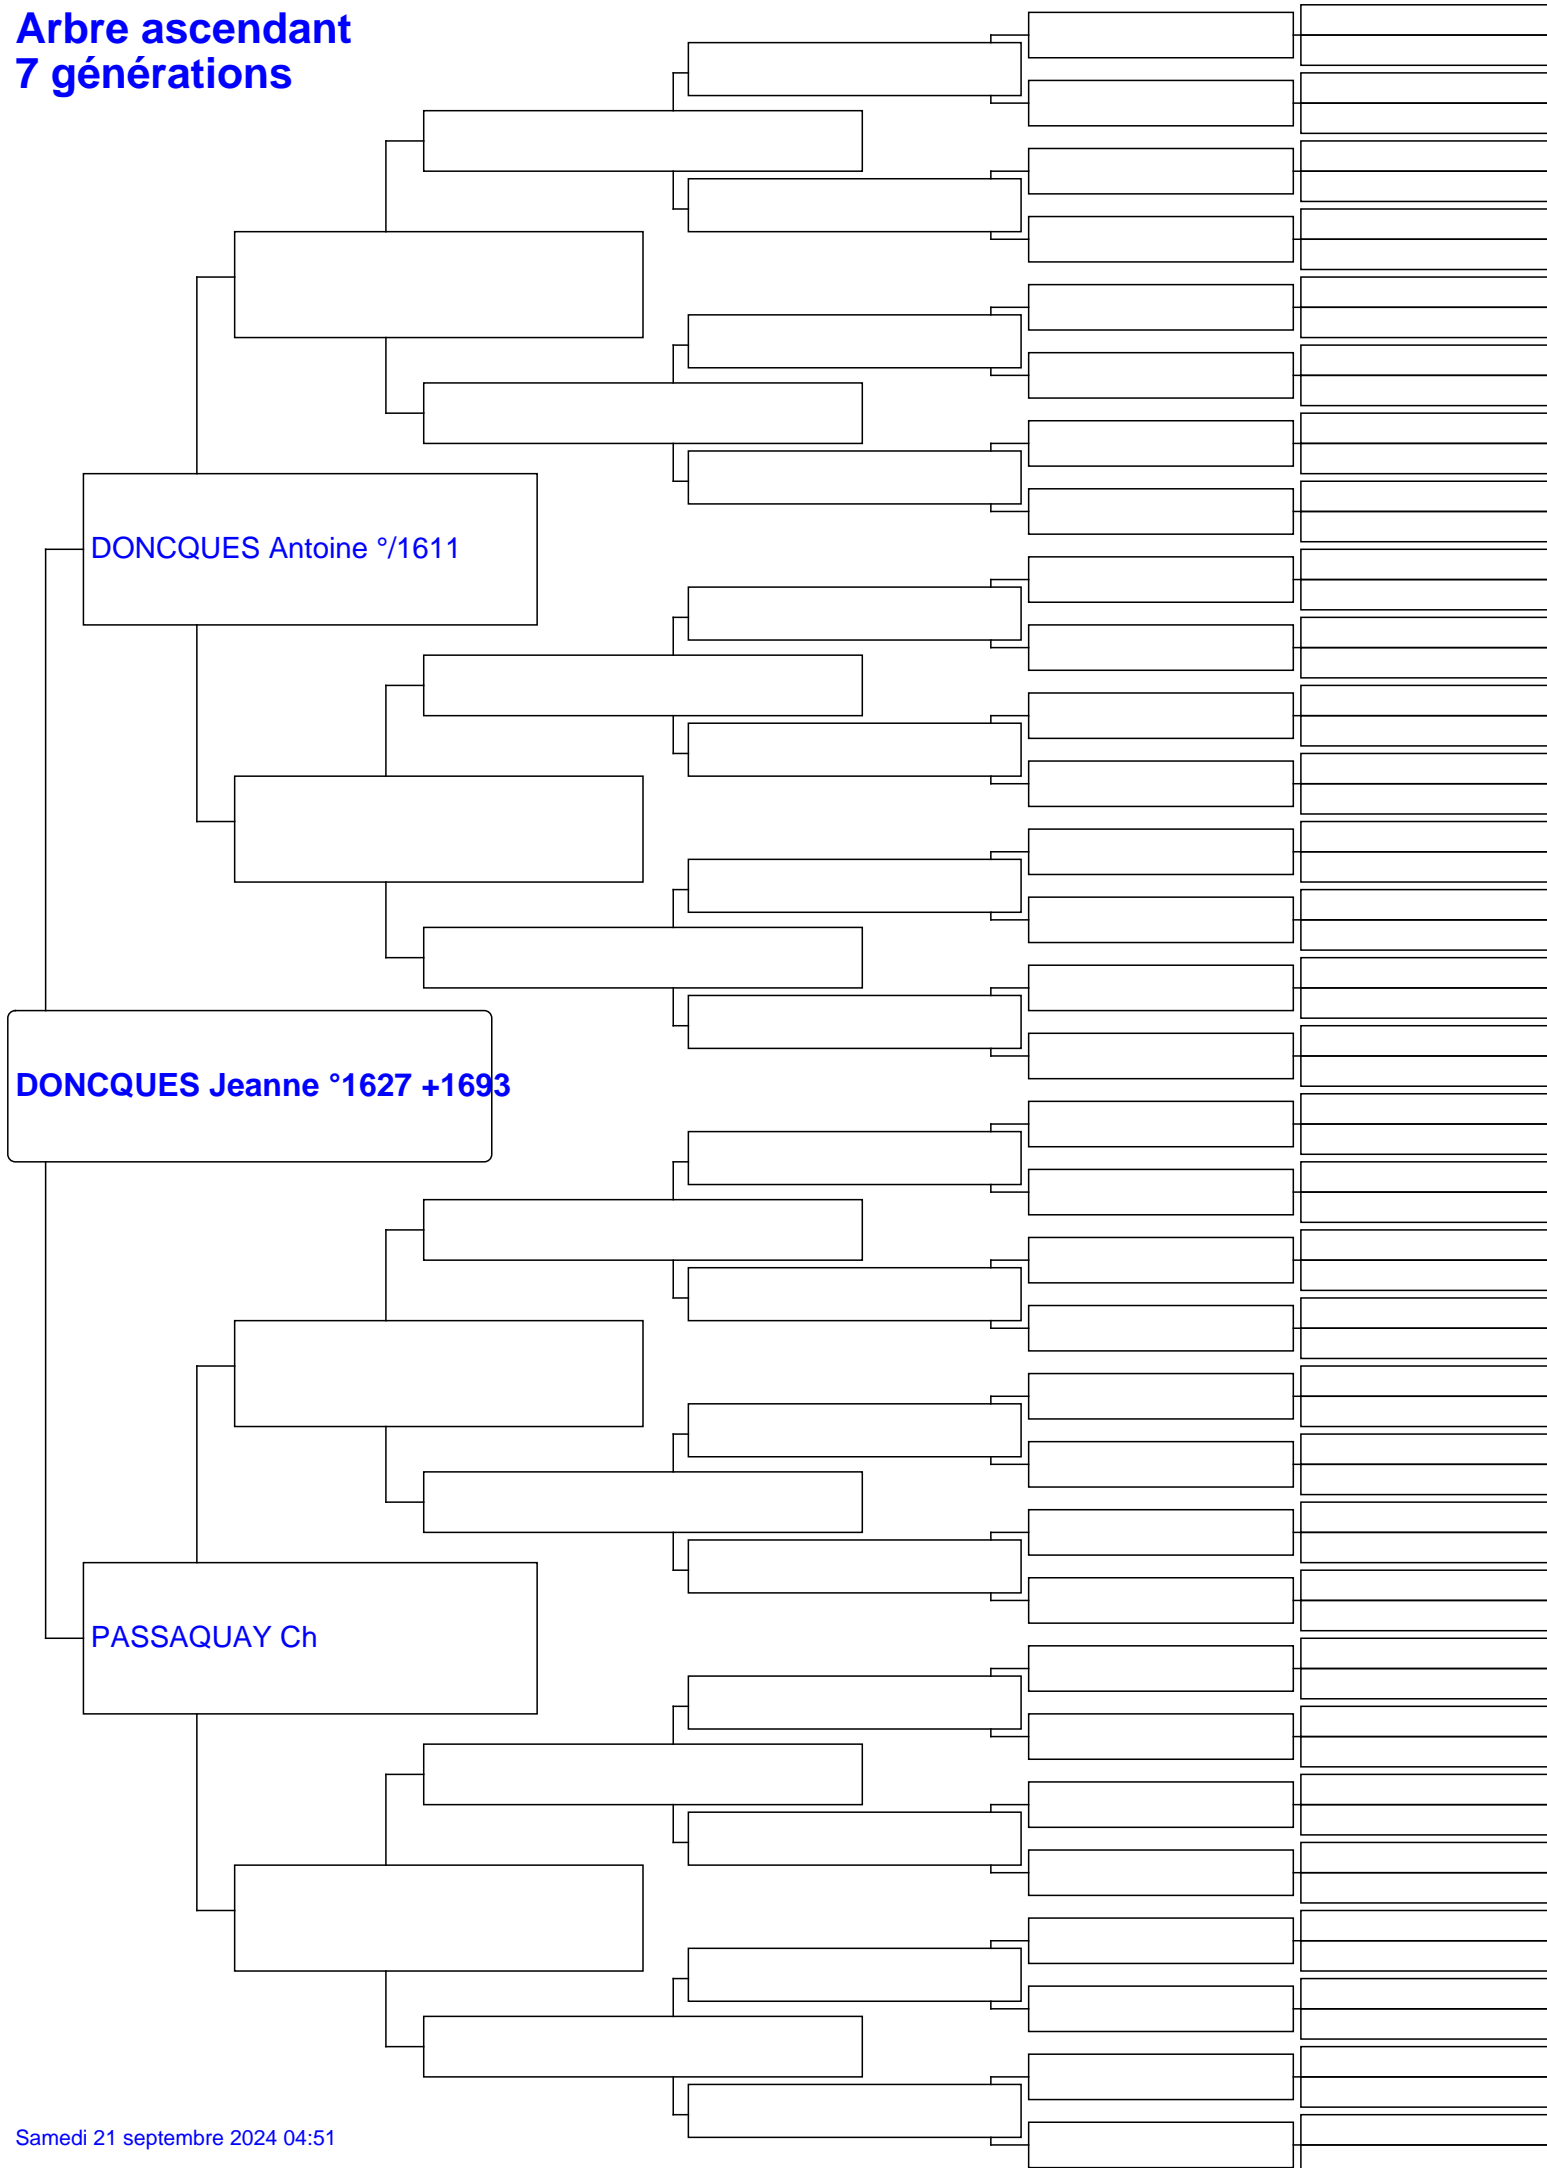 Arbre ascendant
7 générations
DONCQUES Antoine °/1611
DONCQUES Jeanne °1627 +1693
PASSAQUAY Ch
Samedi 21 septembre 2024 04:51